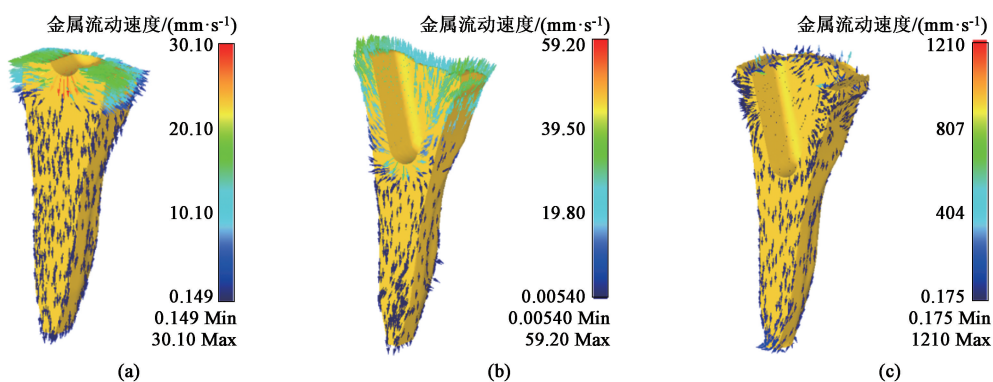 金属流动速度/(mm·s⁻¹)
30.10
20.10
10.10
0.149
0.149 Min
30.10 Max
(a)
金属流动速度/(mm·s⁻¹)
59.20
39.50
19.80
0.00540
0.00540 Min
59.20 Max
(b)
金属流动速度/(mm·s⁻¹)
1210
807
404
0.175
0.175 Min
1210 Max
(c)